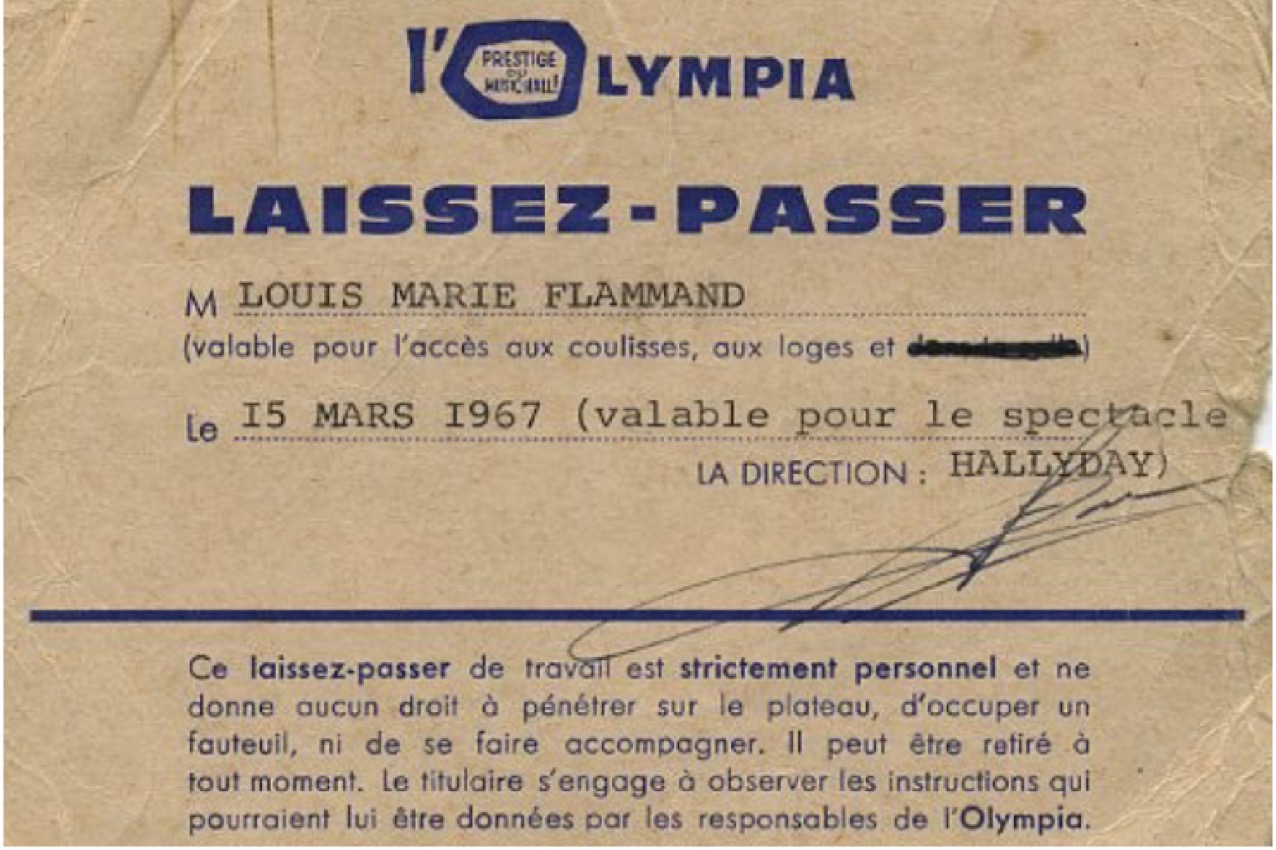 l'OLYMPIA
PRESTIGE
DU
MUSIC-HALL!
LAISSEZ-PASSER
M LOUIS MARIE FLAMMAND
(valable pour l'accès aux coulisses, aux loges et )
Le I5 MARS I967 (valable pour le spectacle
LA DIRECTION : HALLYDAY)
Ce laissez-passer de travail est strictement personnel et ne
donne aucun droit à pénétrer sur le plateau, d'occuper un
fauteuil, ni de se faire accompagner. Il peut être retiré à
tout moment. Le titulaire s'engage à observer les instructions qui
pourraient lui être données par les responsables de l'Olympia.